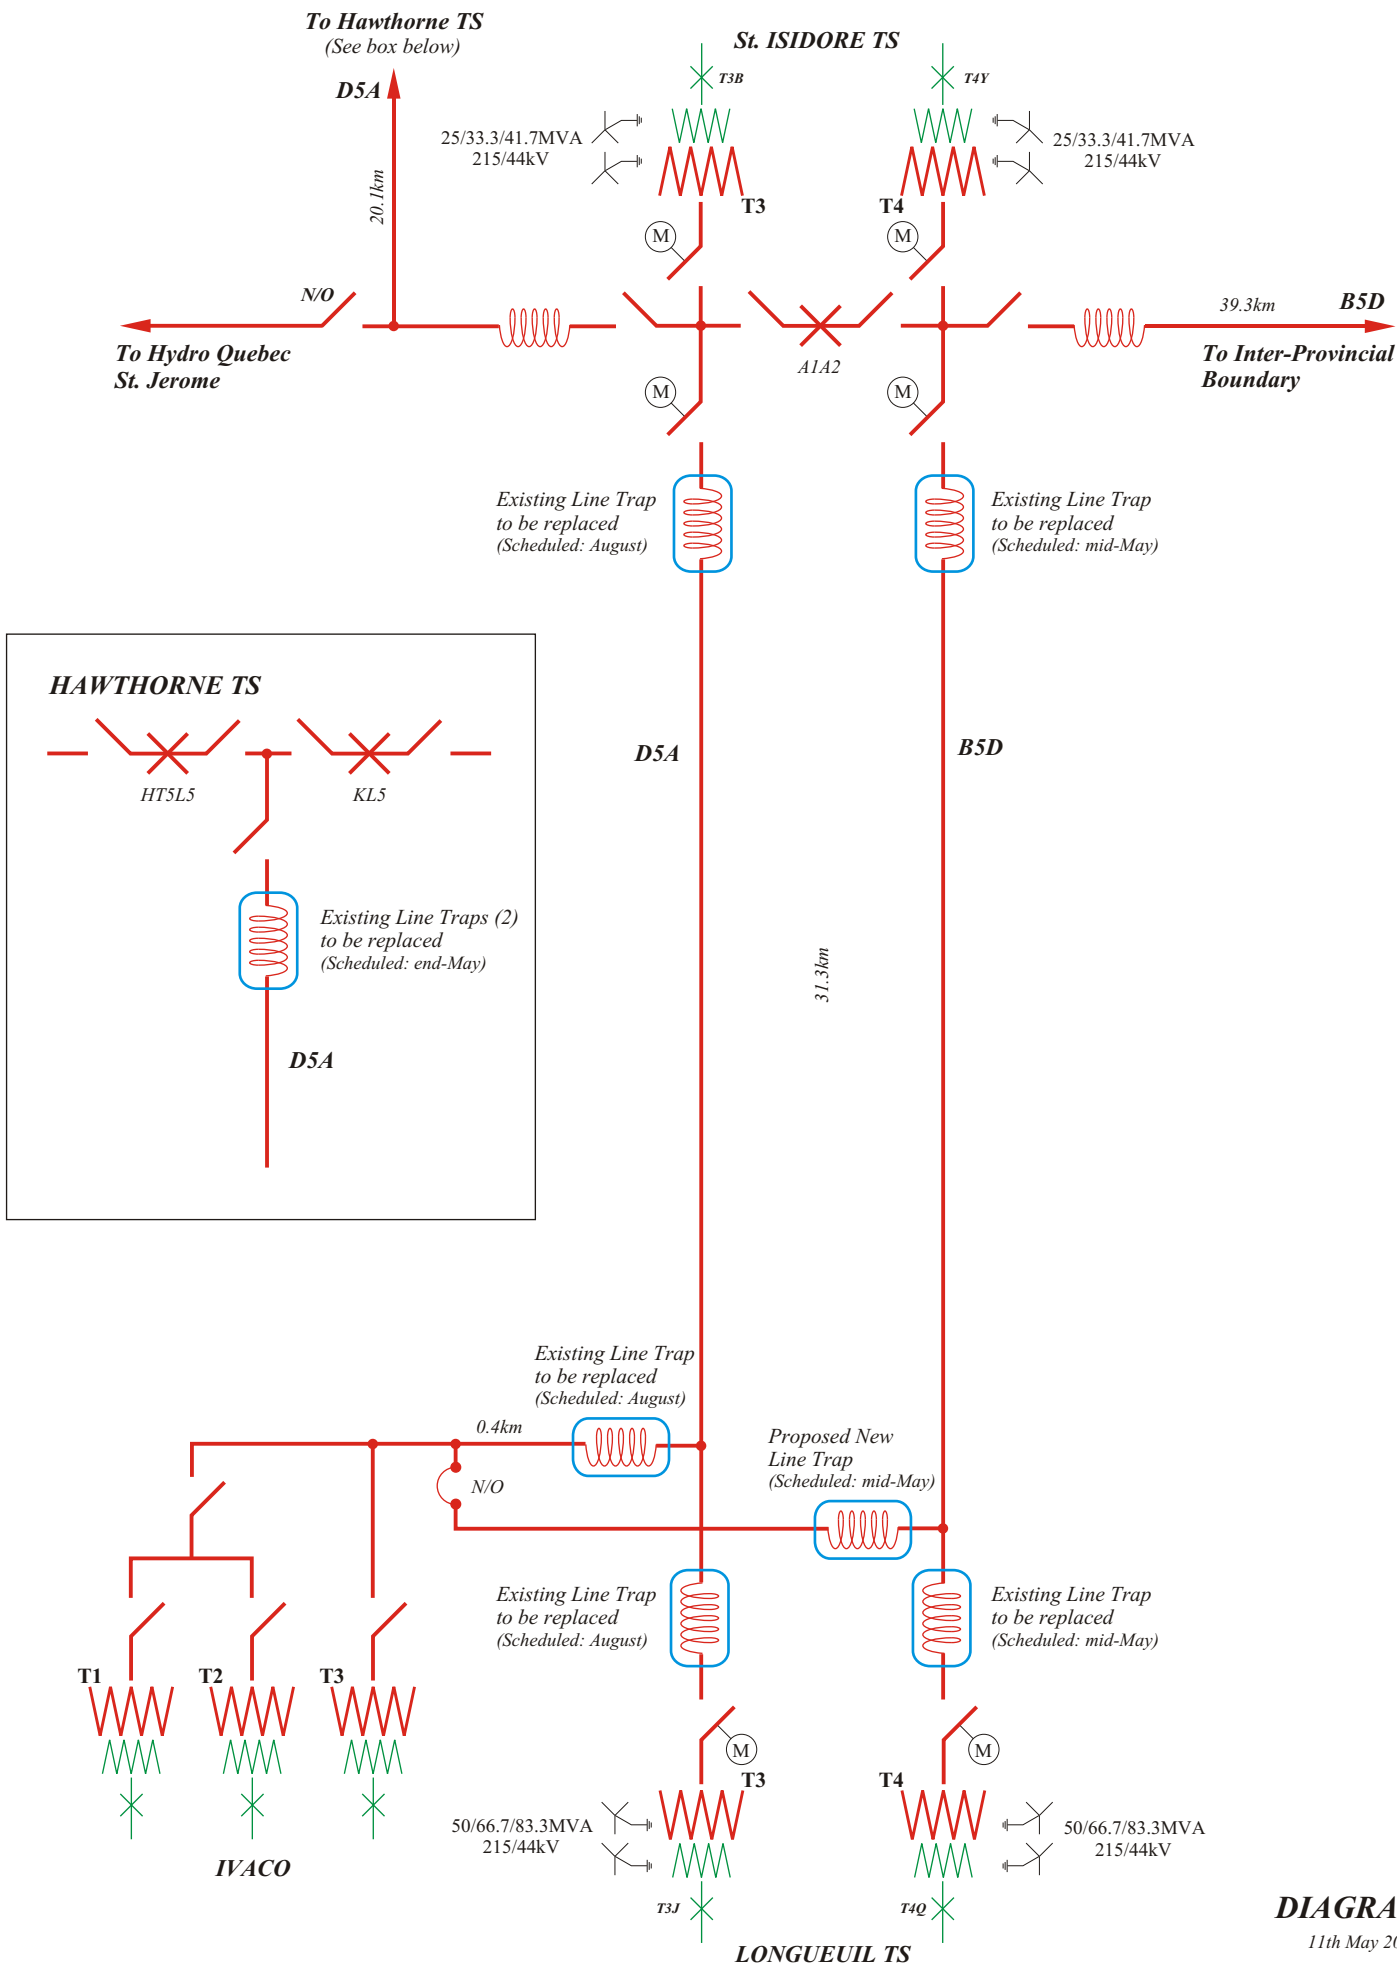 To Hawthorne TS
(See box below)
D5A
20.1km
N/O
To Hydro Quebec
St. Jerome
St. ISIDORE TS
T3B
T4Y
25/33.3/41.7MVA
215/44kV
25/33.3/41.7MVA
215/44kV
T3
T4
M
M
A1A2
39.3km
B5D
To Inter-Provincial
Boundary
M
M
Existing Line Trap
to be replaced
(Scheduled: August)
Existing Line Trap
to be replaced
(Scheduled: mid-May)
HAWTHORNE TS
HT5L5
KL5
Existing Line Traps (2)
to be replaced
(Scheduled: end-May)
D5A
D5A
B5D
31.3km
Existing Line Trap
to be replaced
(Scheduled: August)
0.4km
N/O
Proposed New
Line Trap
(Scheduled: mid-May)
Existing Line Trap
to be replaced
(Scheduled: August)
Existing Line Trap
to be replaced
(Scheduled: mid-May)
T1
T2
T3
IVACO
M
M
T3
T4
50/66.7/83.3MVA
215/44kV
50/66.7/83.3MVA
215/44kV
T3J
T4Q
LONGUEUIL TS
DIAGRA
11th May 20